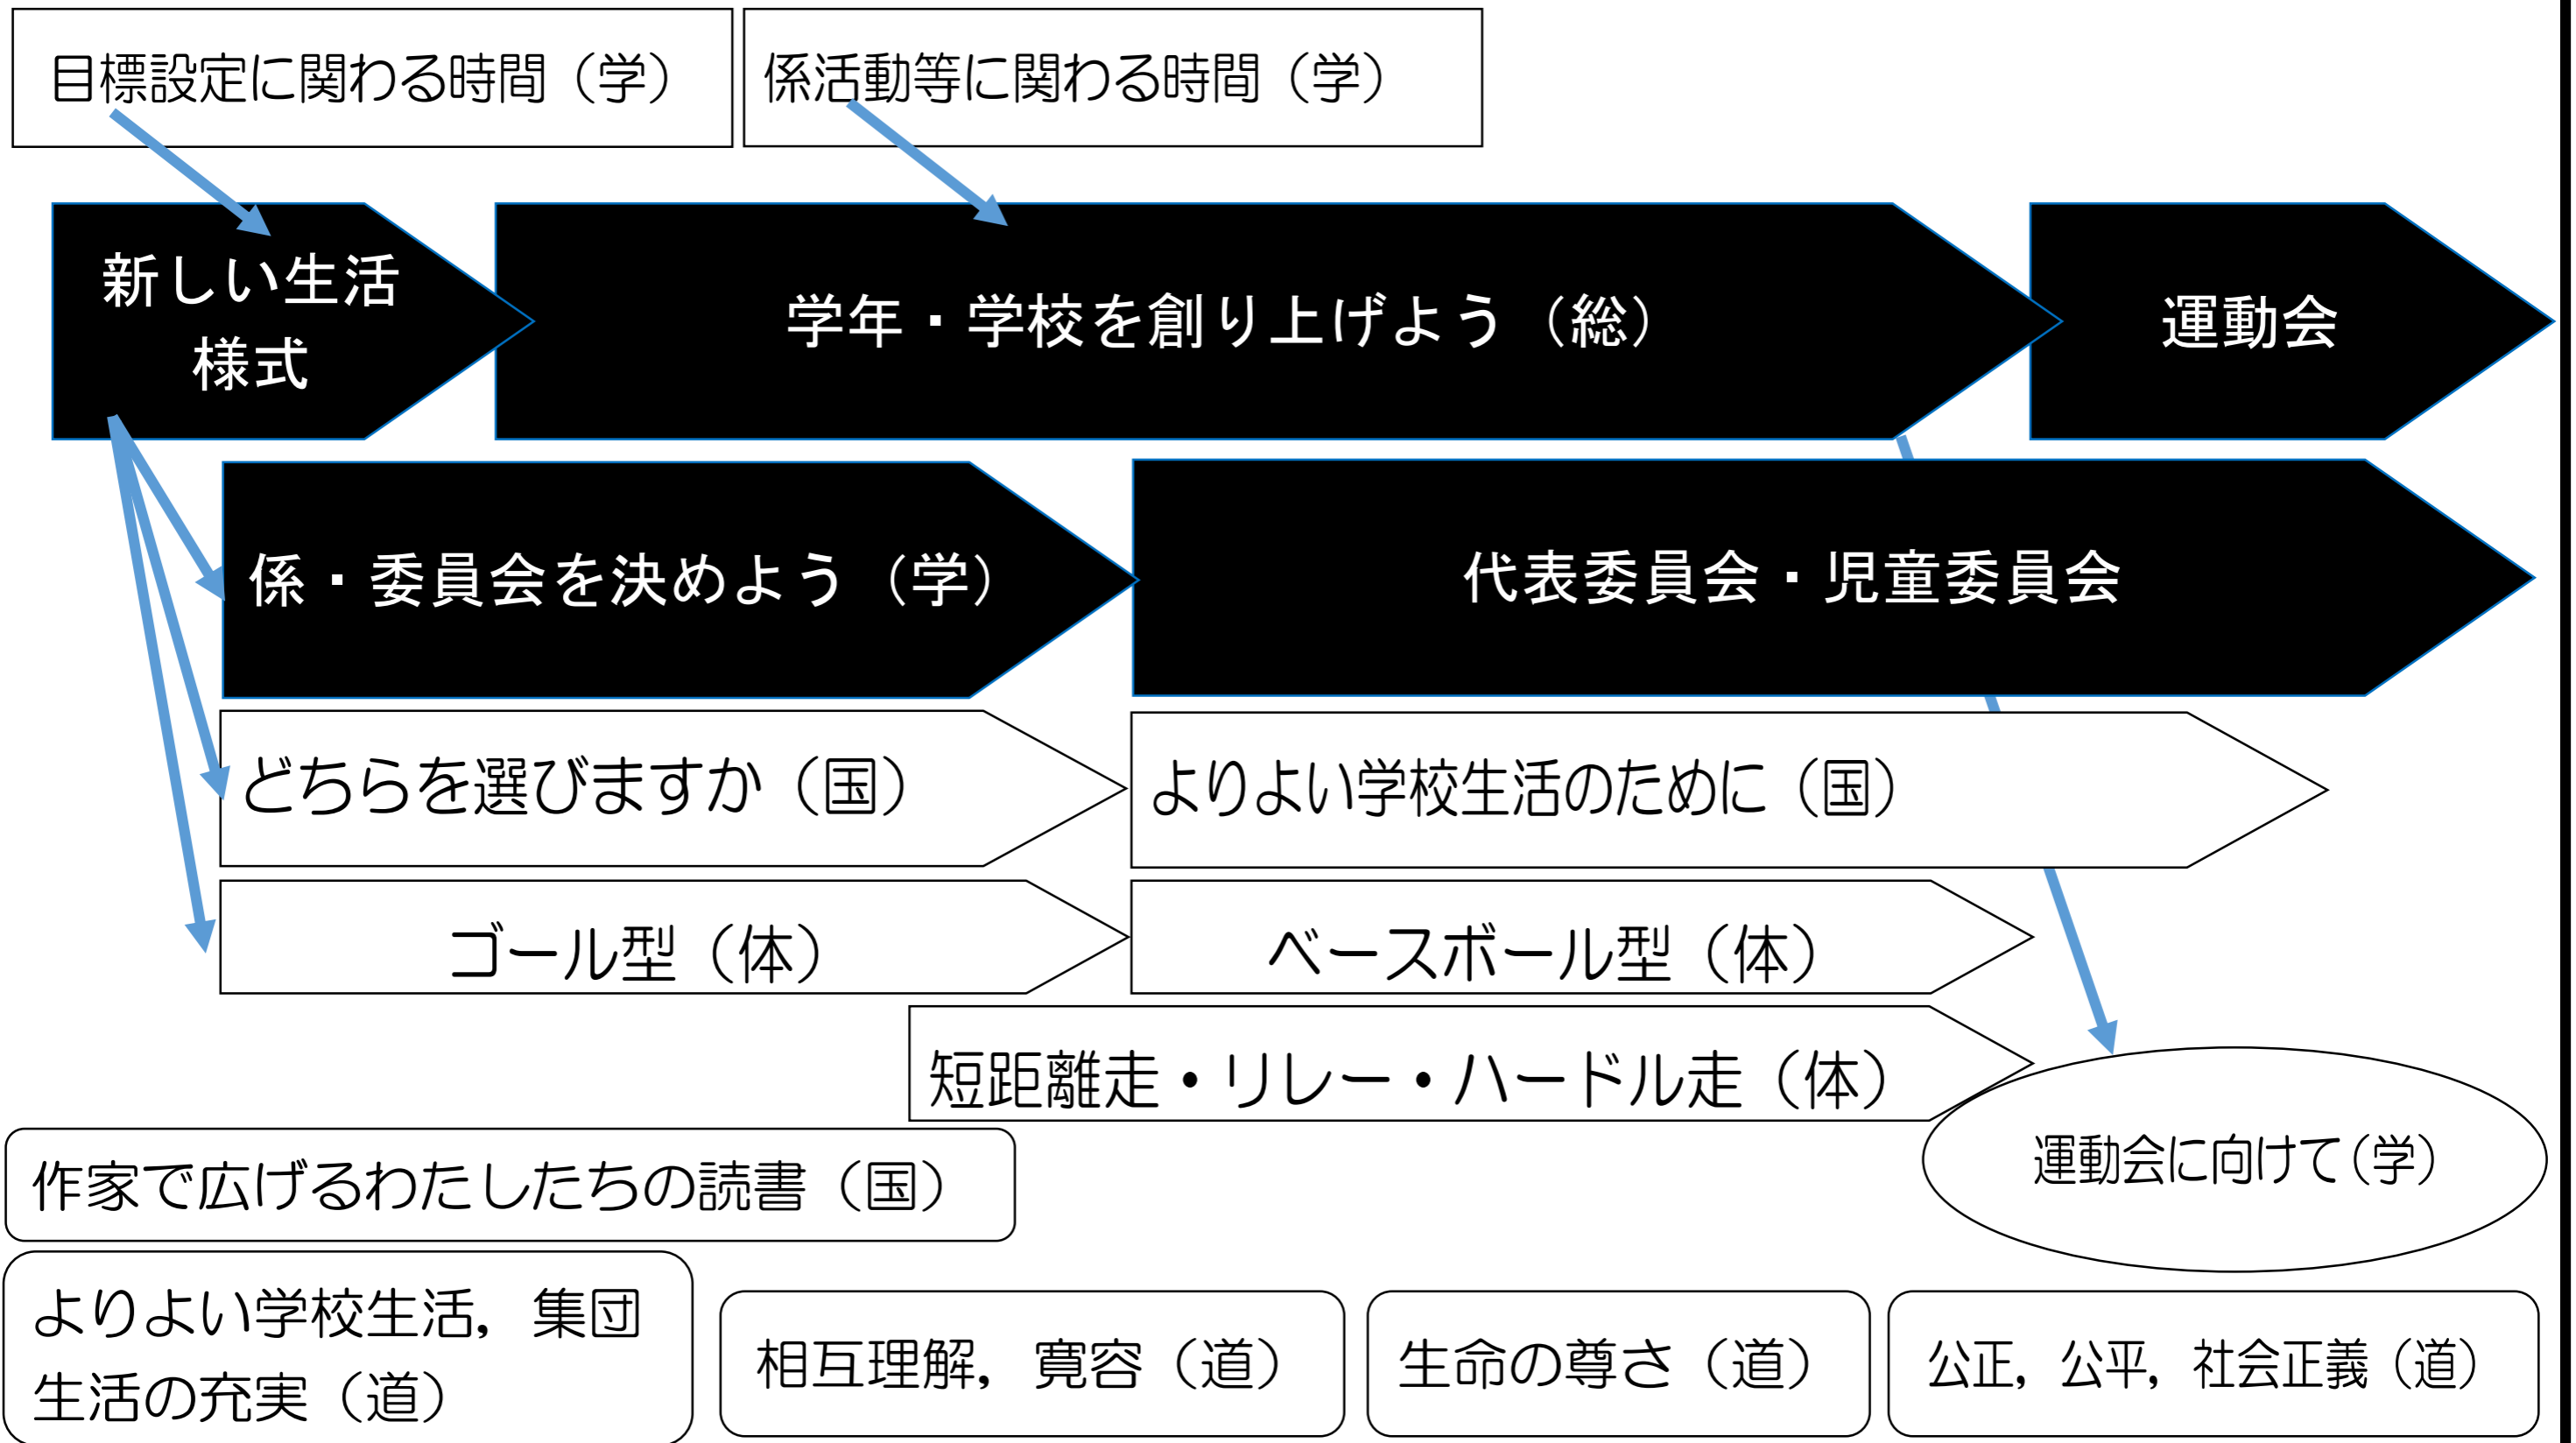 目標設定に関わる時間（学）
係活動等に関わる時間（学）
新しい生活
様式
学年・学校を創り上げよう（総）
運動会
係・委員会を決めよう（学）
代表委員会・児童委員会
どちらを選びますか（国）
よりよい学校生活のために（国）
ゴール型（体）
ベースボール型（体）
短距離走・リレー・ハードル走（体）
運動会に向けて(学)
作家で広げるわたしたちの読書（国）
よりよい学校生活，集団
生活の充実（道）
相互理解，寛容（道）
生命の尊さ（道）
公正，公平，社会正義（道）